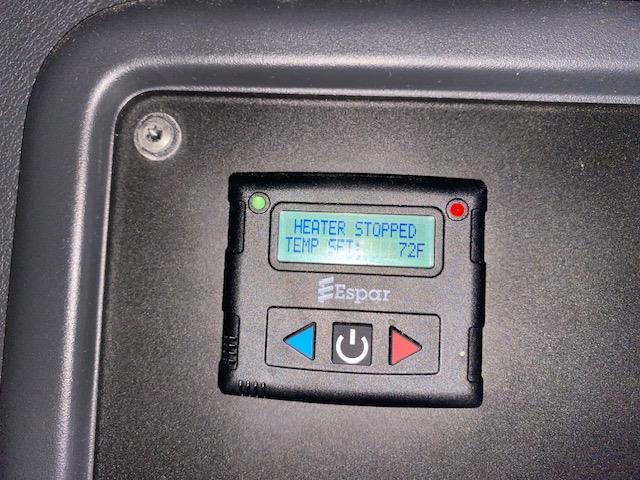 HEATER STOPPED
TEMP SET: 72F
Espar